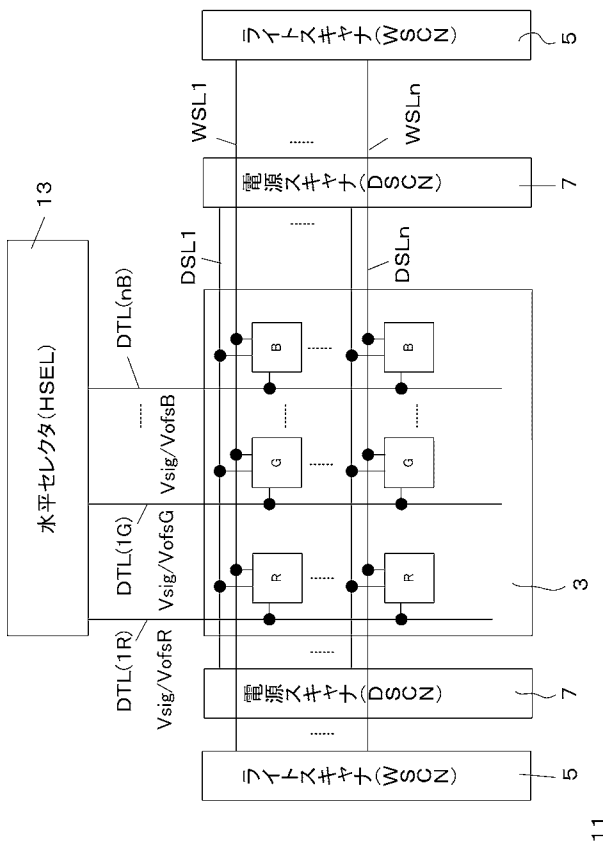 11
13
水平セレクタ(HSEL)
DTL(1R)
Vsig/VofsR
DTL(1G)
Vsig/VofsG
DTL(nB)
Vsig/VofsB
ライトスキャナ(WSCN)
5
電源スキャナ(DSCN)
7
R
G
B
R
G
B
3
DSL1
DSLn
電源スキャナ(DSCN)
7
WSL1
WSLn
ライトスキャナ(WSCN)
5